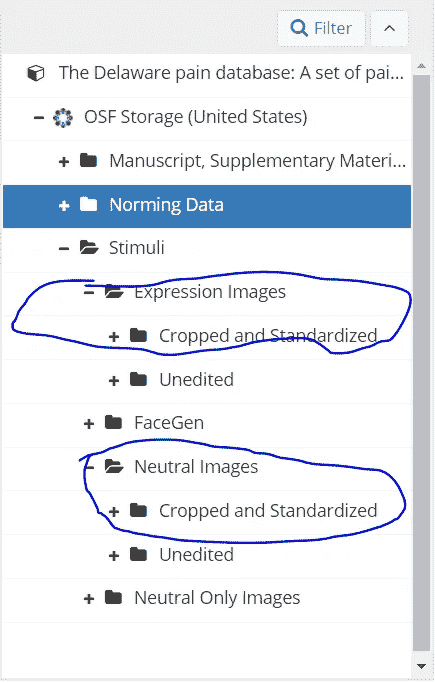 Filter
The Delaware pain database: A set of pai...
OSF Storage (United States)
Manuscript, Supplementary Materi...
Norming Data
Stimuli
Expression Images
Cropped and Standardized
Unedited
FaceGen
Neutral Images
Cropped and Standardized
Unedited
Neutral Only Images